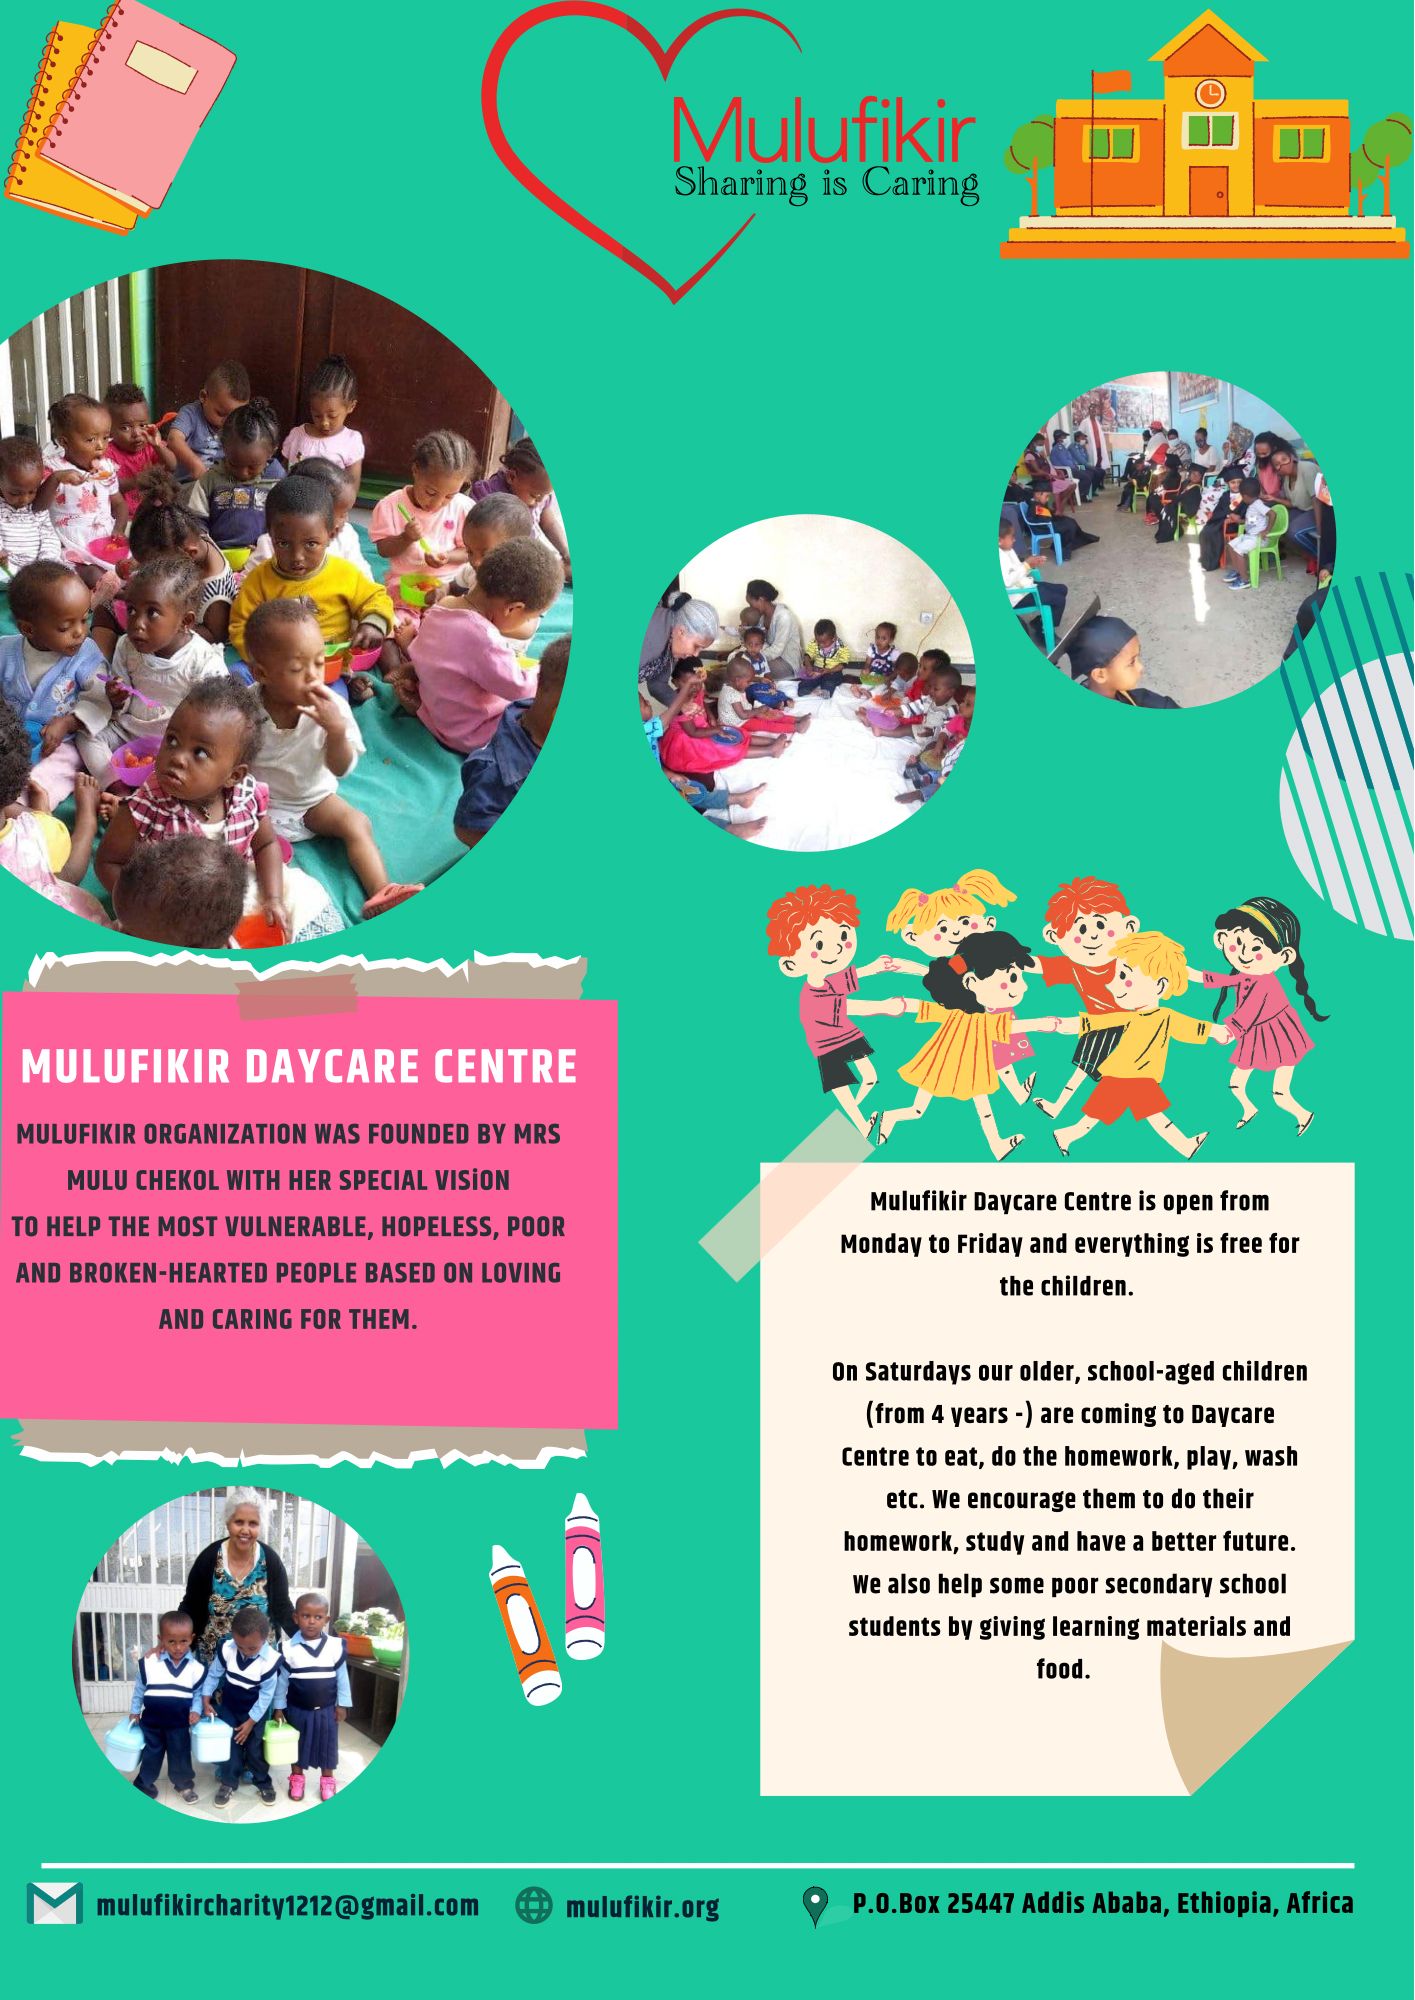 Mulufikir
Sharing is Caring
MULUFIKIR DAYCARE CENTRE
MULUFIKIR ORGANIZATION WAS FOUNDED BY MRS
MULU CHEKOL WITH HER SPECIAL VISiON
TO HELP THE MOST VULNERABLE, HOPELESS, POOR
AND BROKEN-HEARTED PEOPLE BASED ON LOVING
AND CARING FOR THEM.
Mulufikir Daycare Centre is open from
Monday to Friday and everything is free for
the children.
On Saturdays our older, school-aged children
(from 4 years -) are coming to Daycare
Centre to eat, do the homework, play, wash
etc. We encourage them to do their
homework, study and have a better future.
We also help some poor secondary school
students by giving learning materials and
food.
mulufikircharity1212@gmail.com
mulufikir.org
P.O.Box 25447 Addis Ababa, Ethiopia, Africa